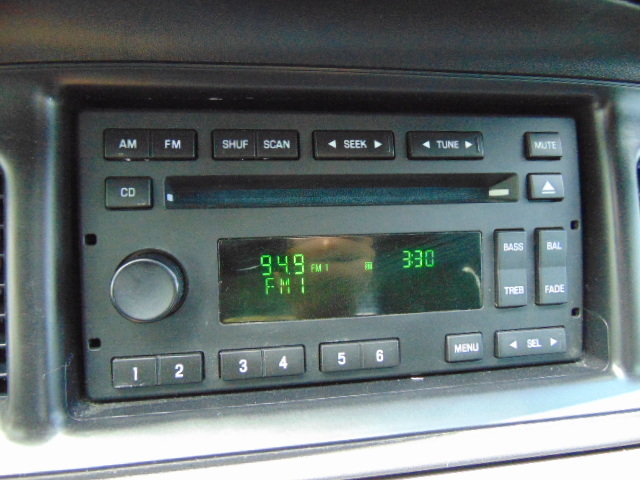 AM FM SHUF SCAN ◄ SEEK ► ◄ TUNE ► MUTE
CD
94.9 FM1 3:30
FM1
BASS BAL
TREB FADE
1 2 3 4 5 6 MENU ◄ SEL ►